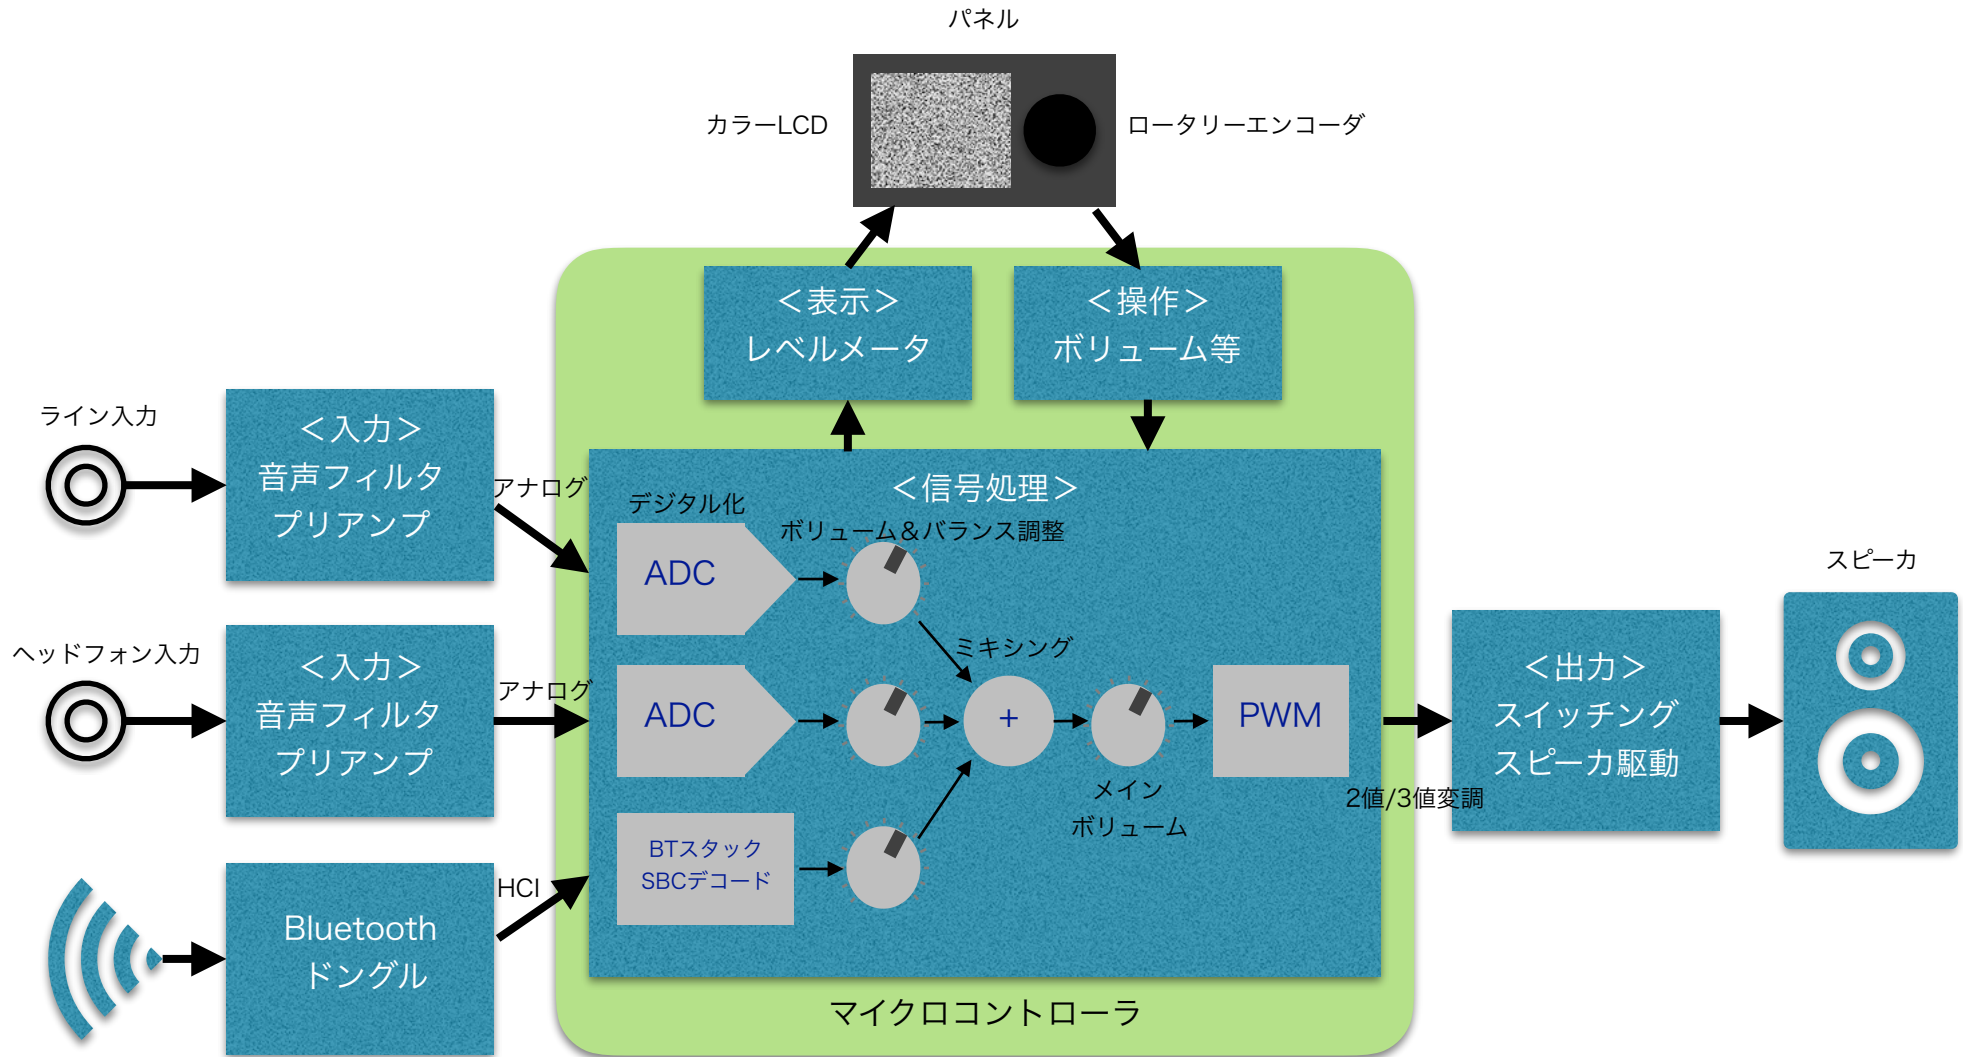 パネル
カラーLCD
ロータリーエンコーダ
＜表示＞
レベルメータ
＜操作＞
ボリューム等
ライン入力
＜入力＞
音声フィルタ
プリアンプ
アナログ
＜信号処理＞
デジタル化
ボリューム＆バランス調整
ADC
スピーカ
ヘッドフォン入力
＜入力＞
音声フィルタ
プリアンプ
アナログ
ADC
ミキシング
+
メイン
ボリューム
PWM
2値/3値変調
＜出力＞
スイッチング
スピーカ駆動
Bluetooth
ドングル
HCI
BTスタック
SBCデコード
マイクロコントローラ